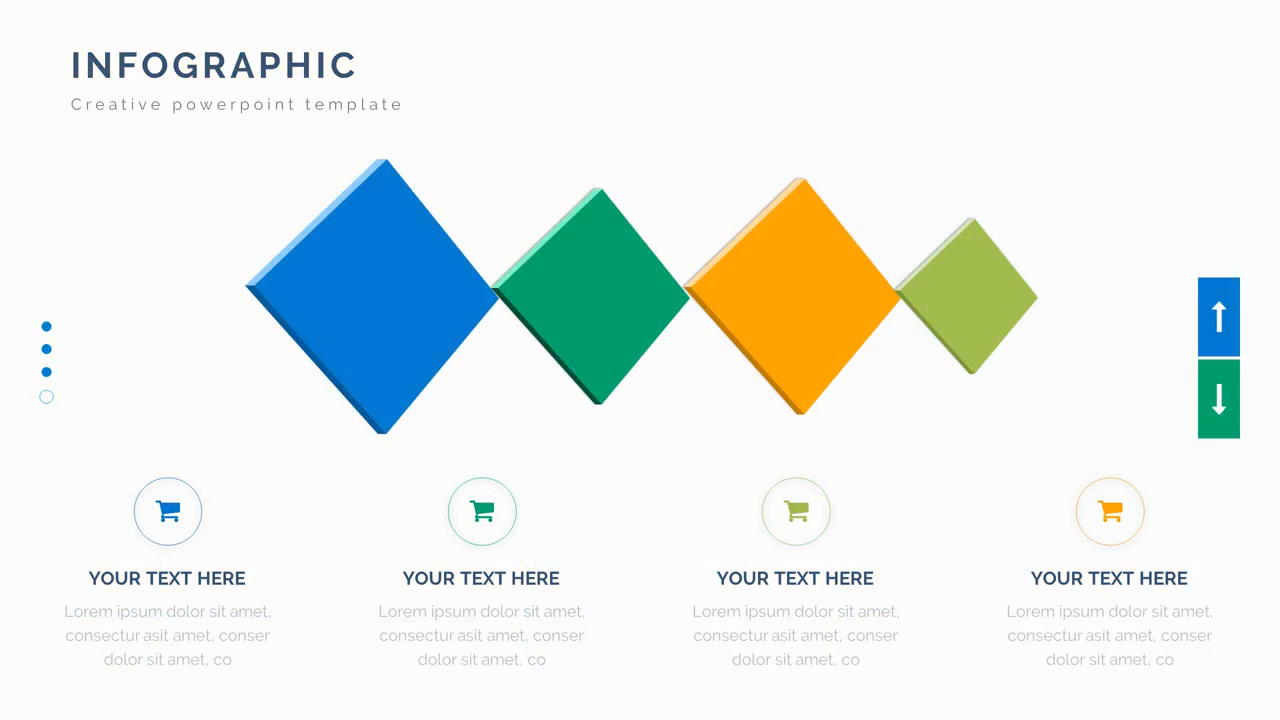 INFOGRAPHIC
Creative powerpoint template
YOUR TEXT HERE
Lorem ipsum dolor sit amet,
consectur asit amet, conser
dolor sit amet, co
YOUR TEXT HERE
Lorem ipsum dolor sit amet,
consectur asit amet, conser
dolor sit amet, co
YOUR TEXT HERE
Lorem ipsum dolor sit amet,
consectur asit amet, conser
dolor sit amet, co
YOUR TEXT HERE
Lorem ipsum dolor sit amet,
consectur asit amet, conser
dolor sit amet, co